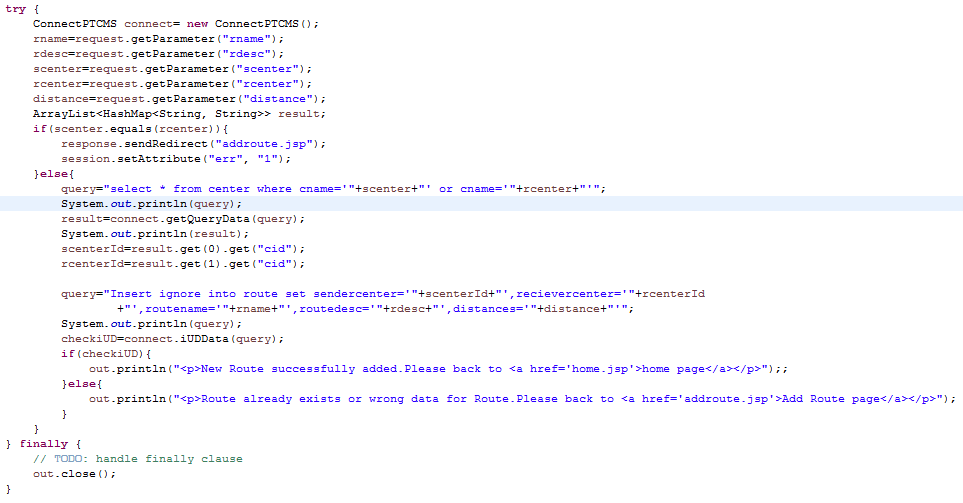 try {
    ConnectPTCMS connect= new ConnectPTCMS();
    rname=request.getParameter("rname");
    rdesc=request.getParameter("rdesc");
    scenter=request.getParameter("scenter");
    rcenter=request.getParameter("rcenter");
    distance=request.getParameter("distance");
    ArrayList<HashMap<String, String>> result;
    if(scenter.equals(rcenter)){
        response.sendRedirect("addroute.jsp");
        session.setAttribute("err", "1");
    }else{
        query="select * from center where cname='"+scenter+"' or cname='"+rcenter+"'";
        System.out.println(query);
        result=connect.getQueryData(query);
        System.out.println(result);
        scenterId=result.get(0).get("cid");
        rcenterId=result.get(1).get("cid");

        query="Insert ignore into route set sendercenter='"+scenterId+"',recievercenter='"+rcenterId
                +"',routename='"+rname+"',routedesc='"+rdesc+"',distances='"+distance+"'";
        System.out.println(query);
        checkiUD=connect.iUDData(query);
        if(checkiUD){
            out.println("<p>New Route successfully added.Please back to <a href='home.jsp'>home page</a></p>");;
        }else{
            out.println("<p>Route already exists or wrong data for Route.Please back to <a href='addroute.jsp'>Add Route page</a></p>");
        }
    }
} finally {
    // TODO: handle finally clause
    out.close();
}